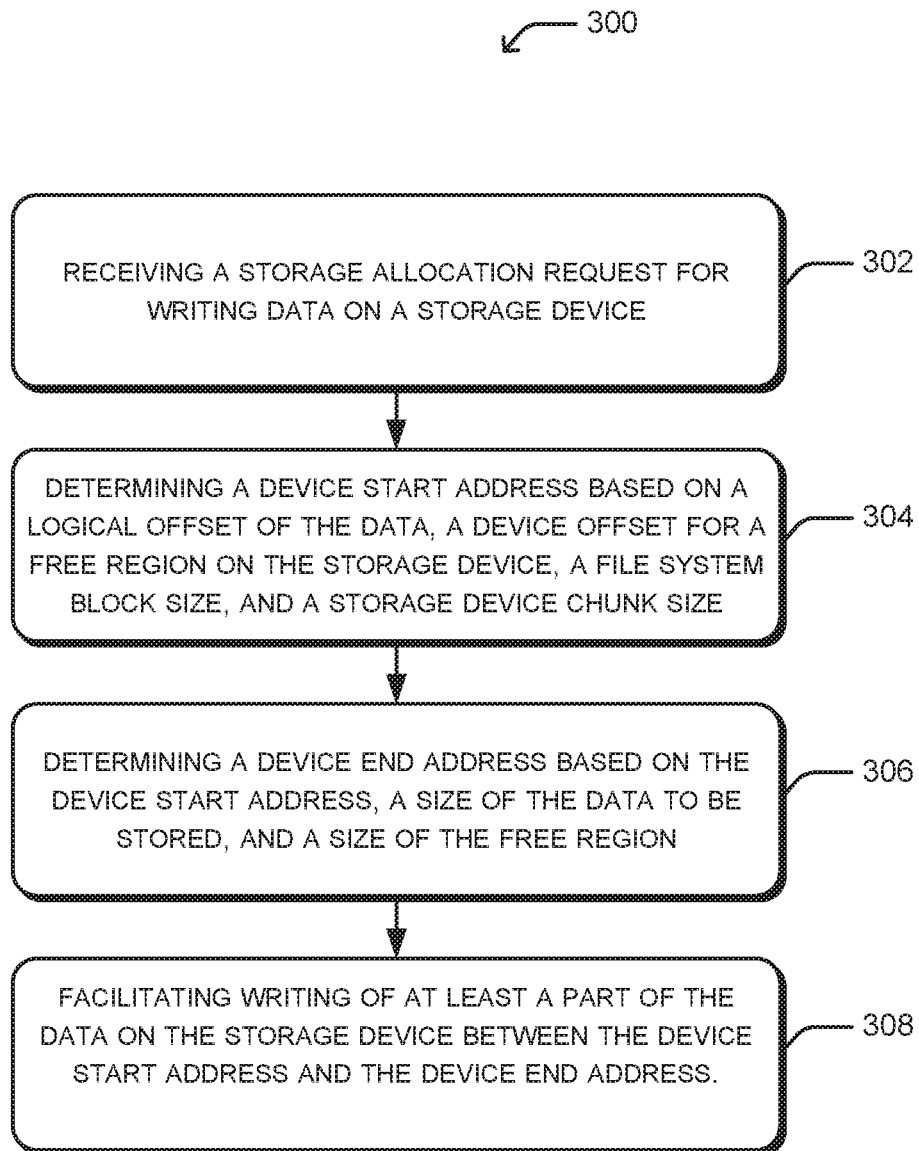 300
RECEIVING A STORAGE ALLOCATION REQUEST FOR
WRITING DATA ON A STORAGE DEVICE
302
DETERMINING A DEVICE START ADDRESS BASED ON A
LOGICAL OFFSET OF THE DATA, A DEVICE OFFSET FOR A
FREE REGION ON THE STORAGE DEVICE, A FILE SYSTEM
BLOCK SIZE, AND A STORAGE DEVICE CHUNK SIZE
304
DETERMINING A DEVICE END ADDRESS BASED ON THE
DEVICE START ADDRESS, A SIZE OF THE DATA TO BE
STORED, AND A SIZE OF THE FREE REGION
306
FACILITATING WRITING OF AT LEAST A PART OF THE
DATA ON THE STORAGE DEVICE BETWEEN THE DEVICE
START ADDRESS AND THE DEVICE END ADDRESS.
308